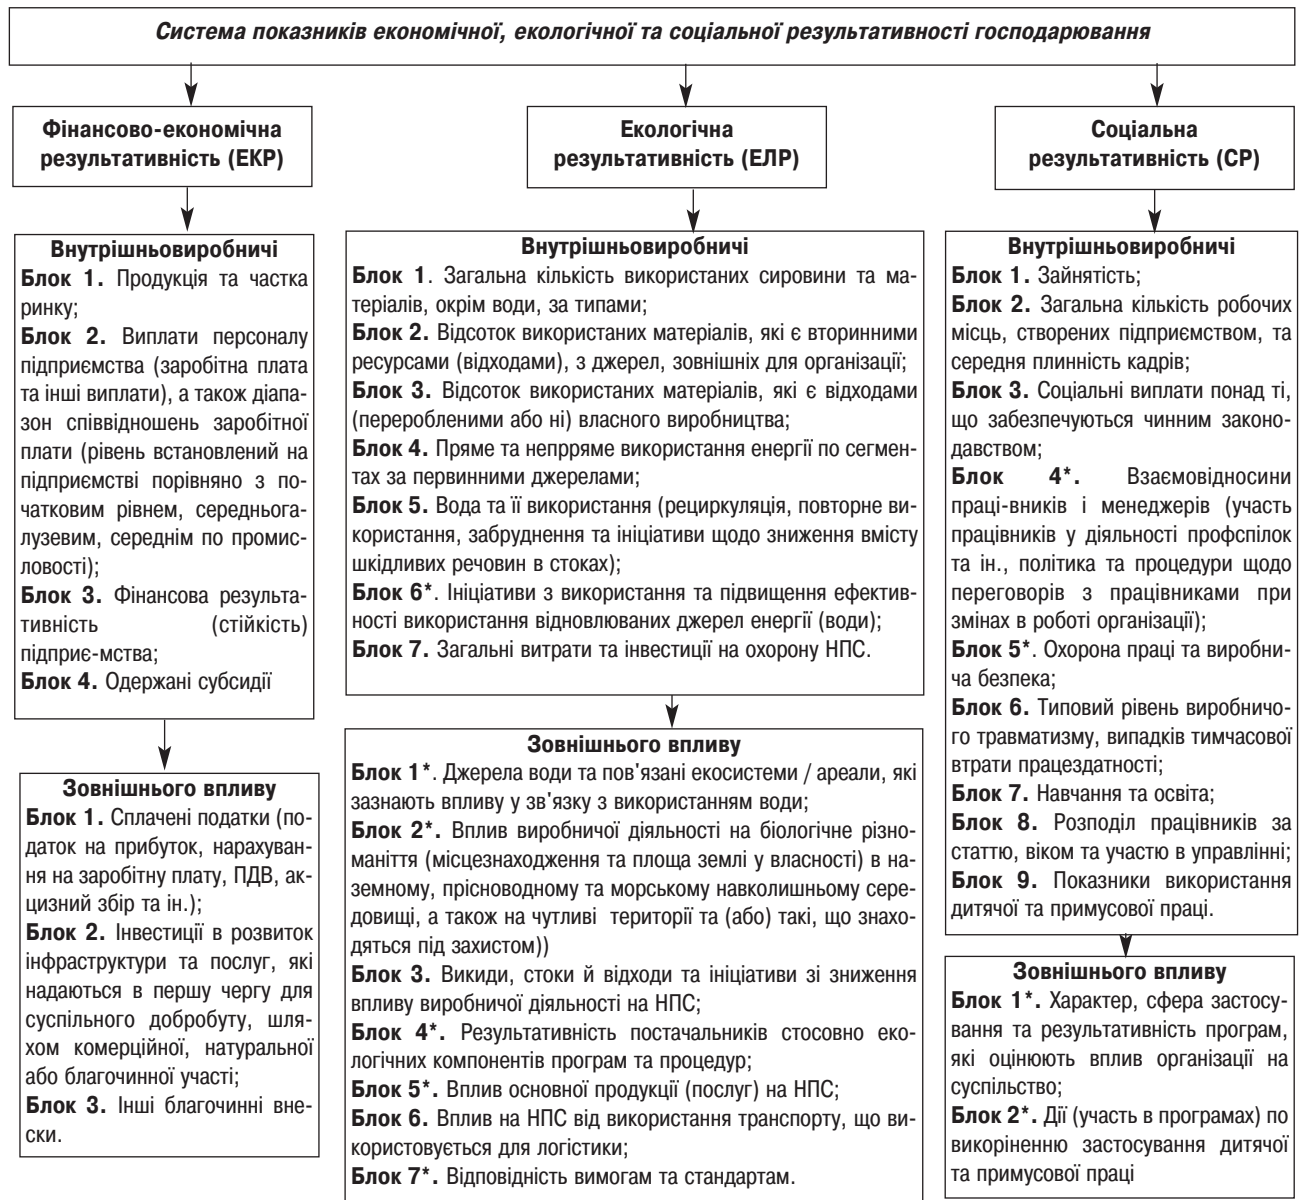 Система показників економічної, екологічної та соціальної результативності господарювання
Фінансово-економічна
результативність (ЕКР)
Екологічна
результативність (ЕЛР)
Соціальна
результативність (СР)
Внутрішньовиробничі
Блок 1. Продукція та частка
ринку;
Блок 2. Виплати персоналу
підприємства (заробітна плата
та інші виплати), а також діапа-
зон співвідношень заробітної
плати (рівень встановлений на
підприємстві порівняно з по-
чатковим рівнем, середньога-
лузевим, середнім по промис-
ловості);
Блок 3. Фінансова результа-
тивність (стійкість)
підприє-мства;
Блок 4. Одержані субсидії
Зовнішнього впливу
Блок 1. Сплачені податки (по-
даток на прибуток, нарахуван-
ня на заробітну плату, ПДВ, ак-
цизний збір та ін.);
Блок 2. Інвестиції в розвиток
інфраструктури та послуг, які
надаються в першу чергу для
суспільного добробуту, шля-
хом комерційної, натуральної
або благочинної участі;
Блок 3. Інші благочинні вне-
ски.
Внутрішньовиробничі
Блок 1. Загальна кількість використаних сировини та ма-
теріалів, окрім води, за типами;
Блок 2. Відсоток використаних матеріалів, які є вторинними
ресурсами (відходами), з джерел, зовнішніх для організації;
Блок 3. Відсоток використаних матеріалів, які є відходами
(переробленими або ні) власного виробництва;
Блок 4. Пряме та непрряме використання енергії по сегмен-
тах за первинними джерелами;
Блок 5. Вода та її використання (рециркуляція, повторне ви-
користання, забруднення та ініціативи щодо зниження вмісту
шкідливих речовин в стоках);
Блок 6*. Ініціативи з використання та підвищення ефектив-
ності використання відновлюваних джерел енергії (води);
Блок 7. Загальні витрати та інвестиції на охорону НПС.
Зовнішнього впливу
Блок 1*. Джерела води та пов'язані екосистеми / ареали, які
зазнають впливу у зв'язку з використанням води;
Блок 2*. Вплив виробничої діяльності на біологічне різно-
маніття (місцезнаходження та площа землі у власності) в на-
земному, прісноводному та морському навколишньому сере-
довищі, а також на чутливі території та (або) такі, що знахо-
дяться під захистом))
Блок 3. Викиди, стоки й відходи та ініціативи зі зниження
впливу виробничої діяльності на НПС;
Блок 4*. Результативність постачальників стосовно еко-
логічних компонентів програм та процедур;
Блок 5*. Вплив основної продукції (послуг) на НПС;
Блок 6. Вплив на НПС від використання транспорту, що ви-
користовується для логістики;
Блок 7*. Відповідність вимогам та стандартам.
Внутрішньовиробничі
Блок 1. Зайнятість;
Блок 2. Загальна кількість робочих
місць, створених підприємством, та
середня плинність кадрів;
Блок 3. Соціальні виплати понад ті,
що забезпечуються чинним законо-
давством;
Блок 4*. Взаємовідносини
праці-вників і менеджерів (участь
працівників у діяльності профспілок
та ін., політика та процедури щодо
переговорів з працівниками при
змінах в роботі організації);
Блок 5*. Охорона праці та виробни-
ча безпека;
Блок 6. Типовий рівень виробничо-
го травматизму, випадків тимчасової
втрати працездатності;
Блок 7. Навчання та освіта;
Блок 8. Розподіл працівників за
статтю, віком та участю в управлінні;
Блок 9. Показники використання
дитячої та примусової праці.
Зовнішнього впливу
Блок 1*. Характер, сфера застосу-
вання та результативність програм,
які оцінюють вплив організації на
суспільство;
Блок 2*. Дії (участь в програмах) по
викоріненню застосування дитячої
та примусової праці